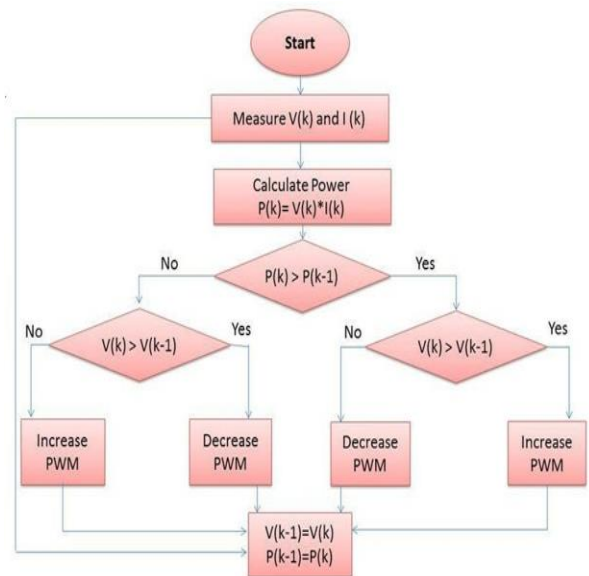 Start
Measure V(k) and I (k)
Calculate Power
P(k)= V(k)*I(k)
No
P(k) > P(k-1)
Yes
No
V(k) > V(k-1)
Yes
No
V(k) > V(k-1)
Yes
Increase
PWM
Decrease
PWM
Decrease
PWM
Increase
PWM
V(k-1)=V(k)
P(k-1)=P(k)